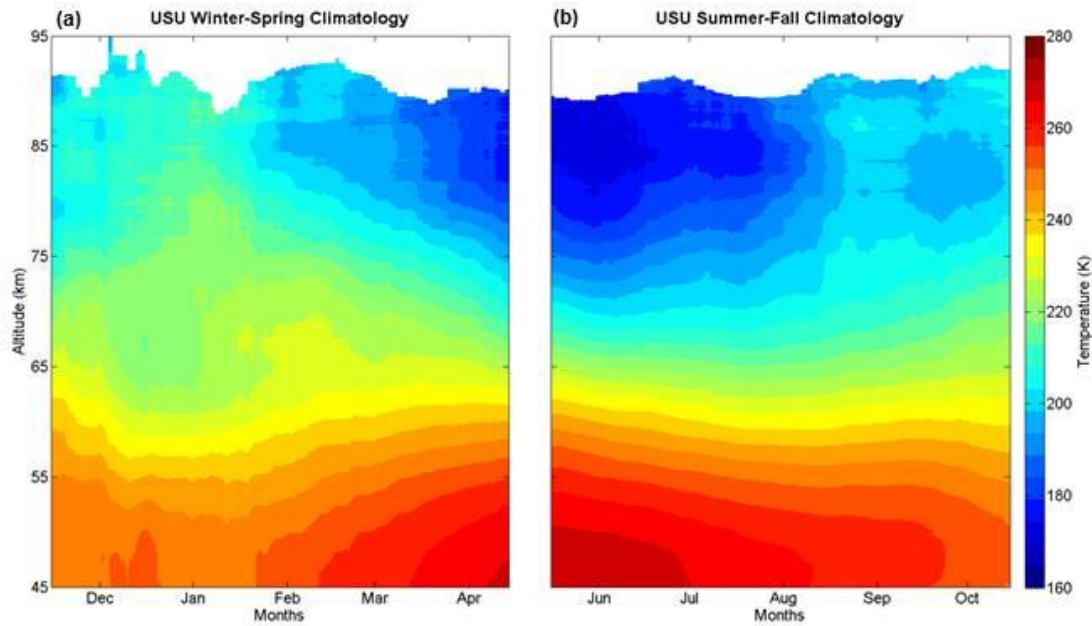 (a) USU Winter-Spring Climatology
(b) USU Summer-Fall Climatology
95
85
75
65
55
45
Altitude (km)
Dec Jan Feb Mar Apr
Months
Jun Jul Aug Sep Oct
Months
280
260
240
220
200
180
160
Temperature (K)